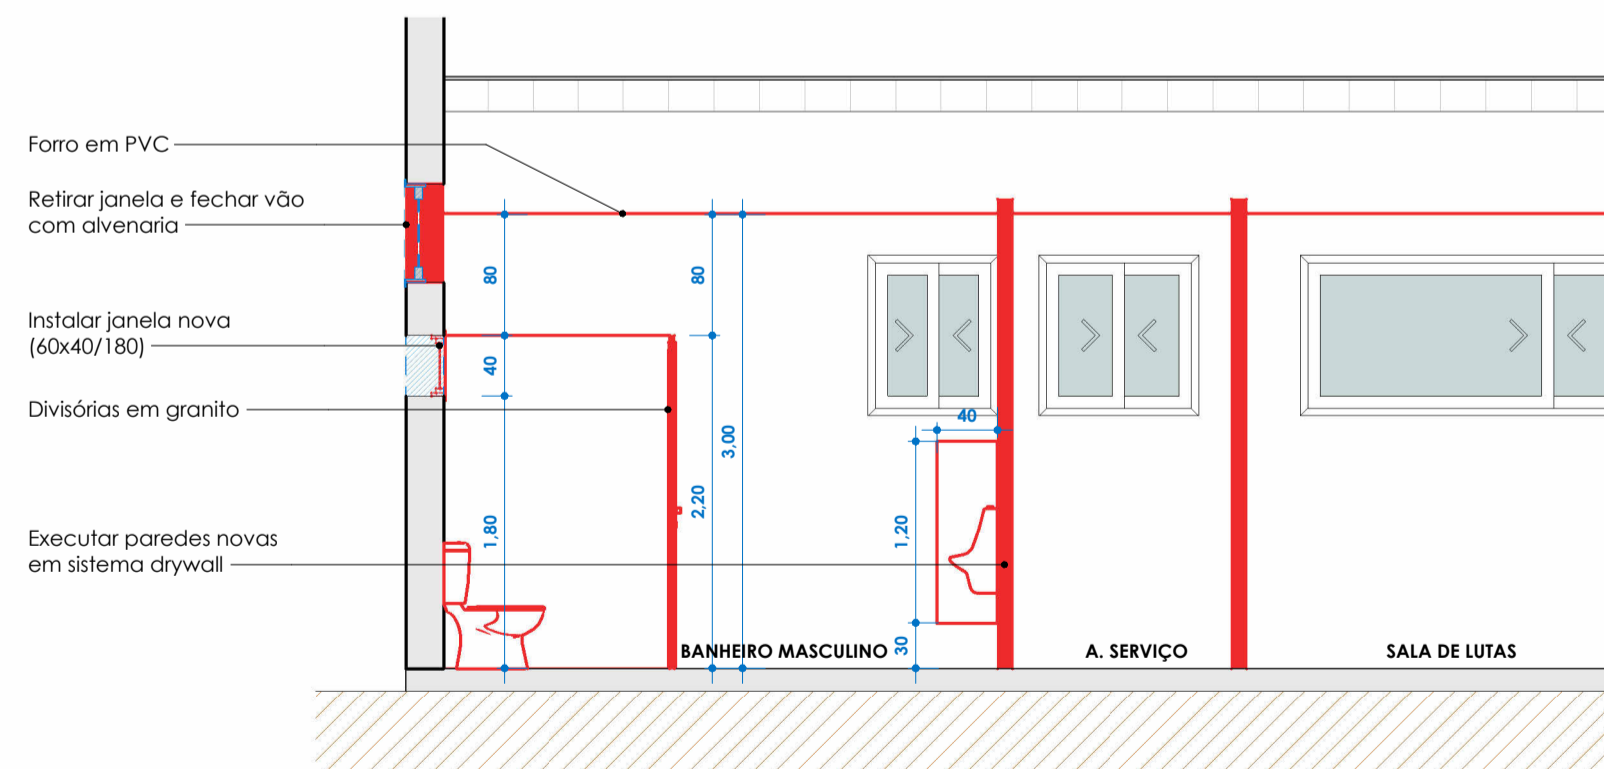 Forro em PVC
Retirar janela e fechar vão
com alvenaria
Instalar janela nova
(60x40/180)
Divisórias em granito
Executar paredes novas
em sistema drywall
80
40
1,80
80
2,20
3,00
40
1,20
30
BANHEIRO MASCULINO
A. SERVIÇO
SALA DE LUTAS